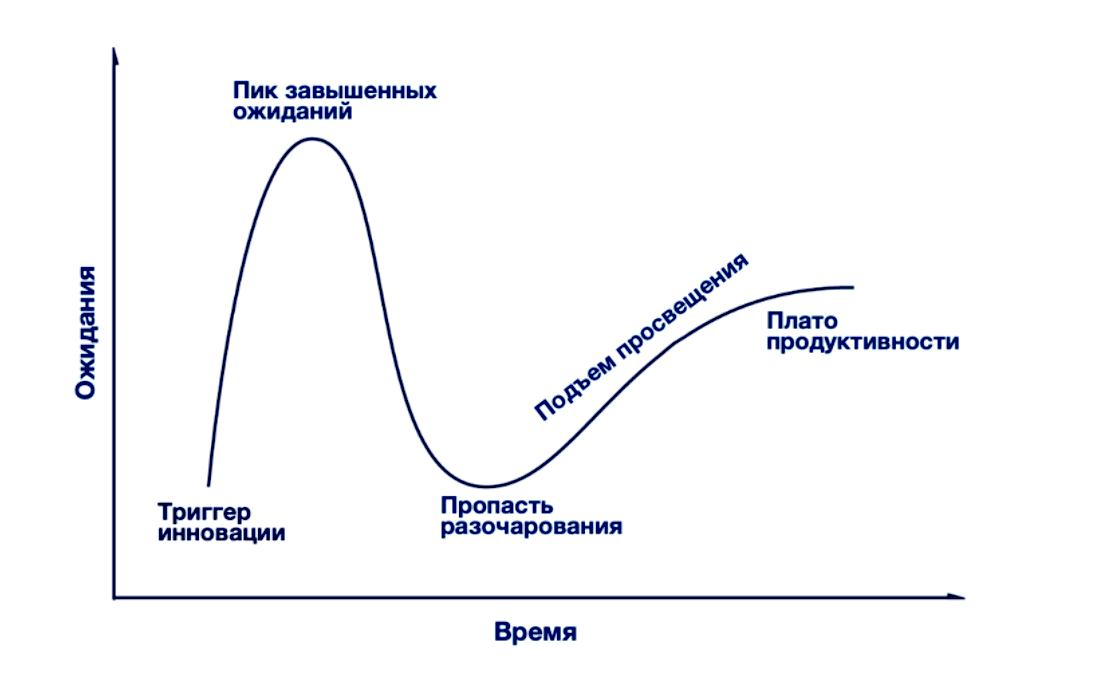 Пик завышенных
ожиданий
Ожидания
Подъем просвещения
Плато
продуктивности
Триггер
инновации
Пропасть
разочарования
Время